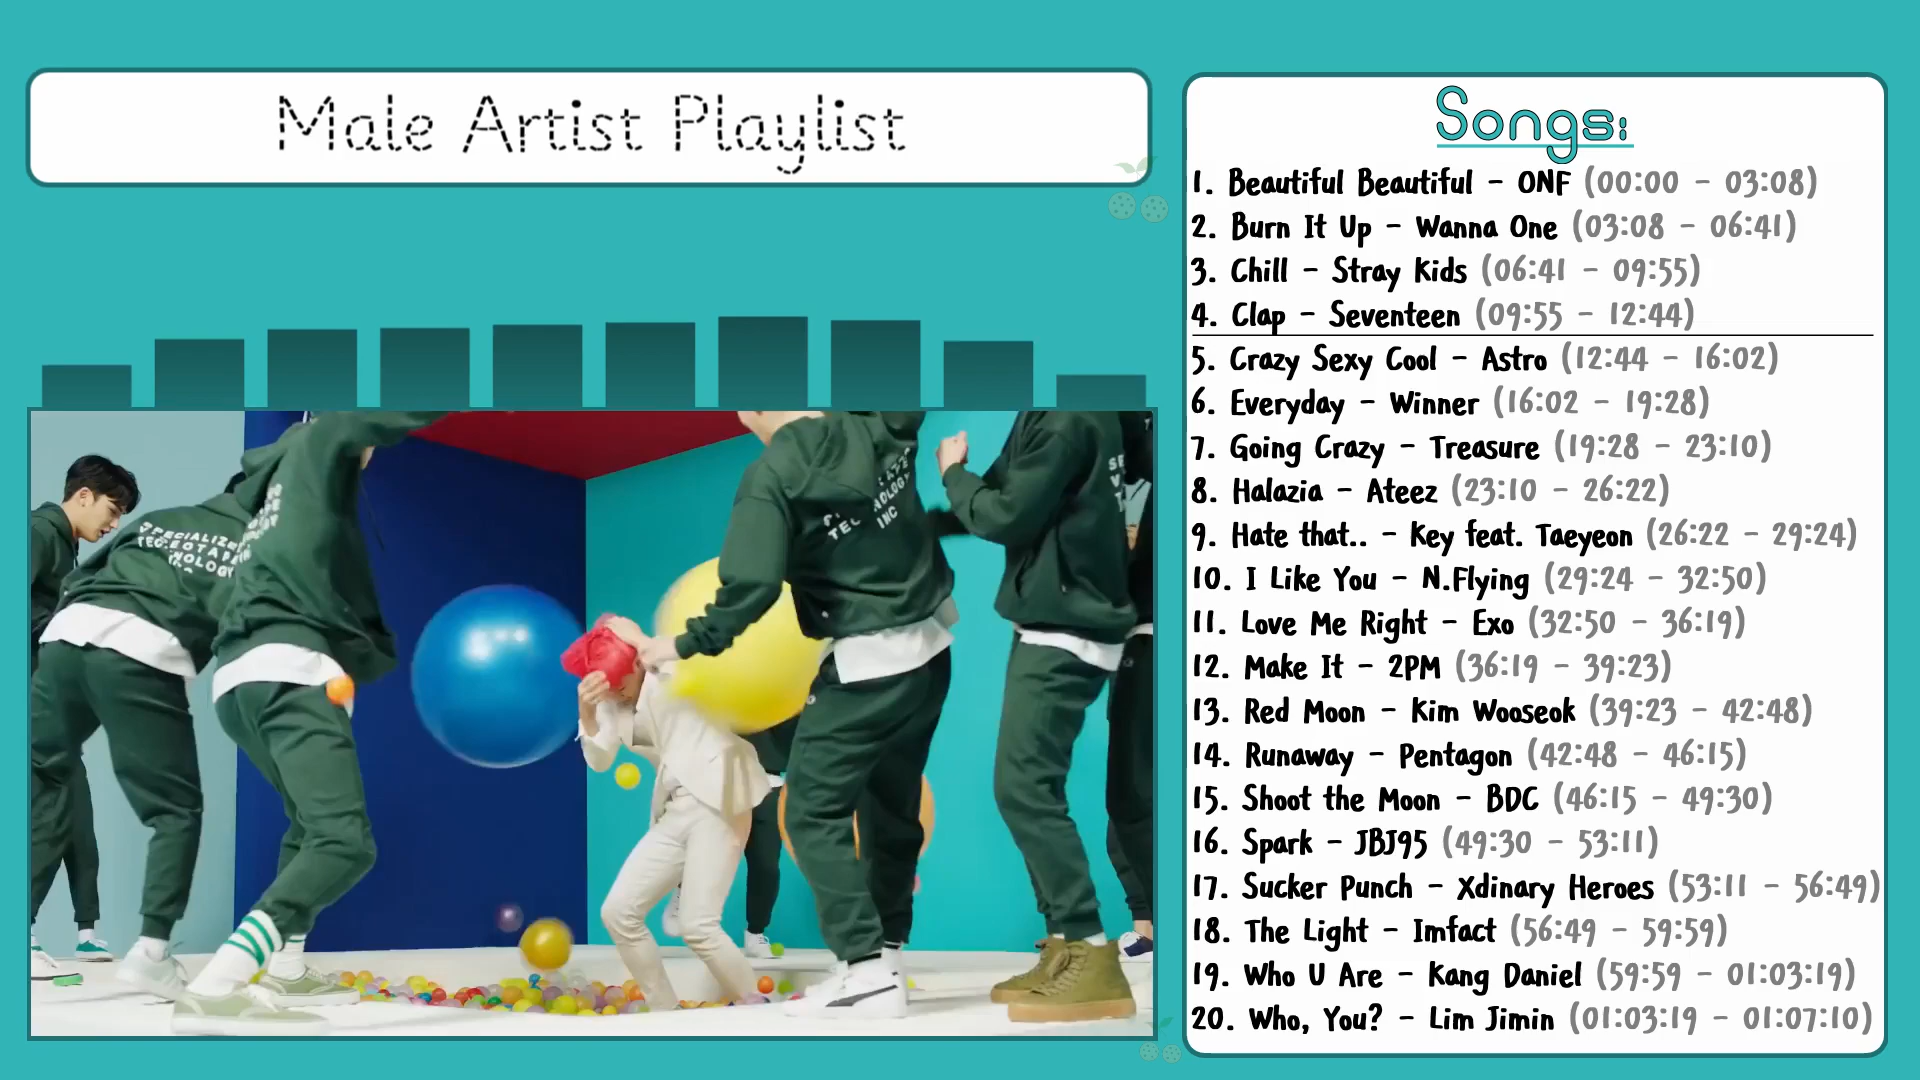 Male Artist Playlist
Songs:
1. Beautiful Beautiful - ONF (00:00 - 03:08)
2. Burn It Up - Wanna One (03:08 - 06:41)
3. Chill - Stray Kids (06:41 - 09:55)
4. Clap - Seventeen (09:55 - 12:44)
5. Crazy Sexy Cool - Astro (12:44 - 16:02)
6. Everyday - Winner (16:02 - 19:28)
7. Going Crazy - Treasure (19:28 - 23:10)
8. Halazia - Ateez (23:10 - 26:22)
9. Hate that.. - Key feat. Taeyeon (26:22 - 29:24)
10. I Like You - N.Flying (29:24 - 32:50)
11. Love Me Right - Exo (32:50 - 36:19)
12. Make It - 2PM (36:19 - 39:23)
13. Red Moon - Kim Wooseok (39:23 - 42:48)
14. Runaway - Pentagon (42:48 - 46:15)
15. Shoot the Moon - BDC (46:15 - 49:30)
16. Spark - JBJ95 (49:30 - 53:11)
17. Sucker Punch - Xdinary Heroes (53:11 - 56:49)
18. The Light - Imfact (56:49 - 59:59)
19. Who U Are - Kang Daniel (59:59 - 01:03:19)
20. Who, You? - Lim Jimin (01:03:19 - 01:07:10)
INC